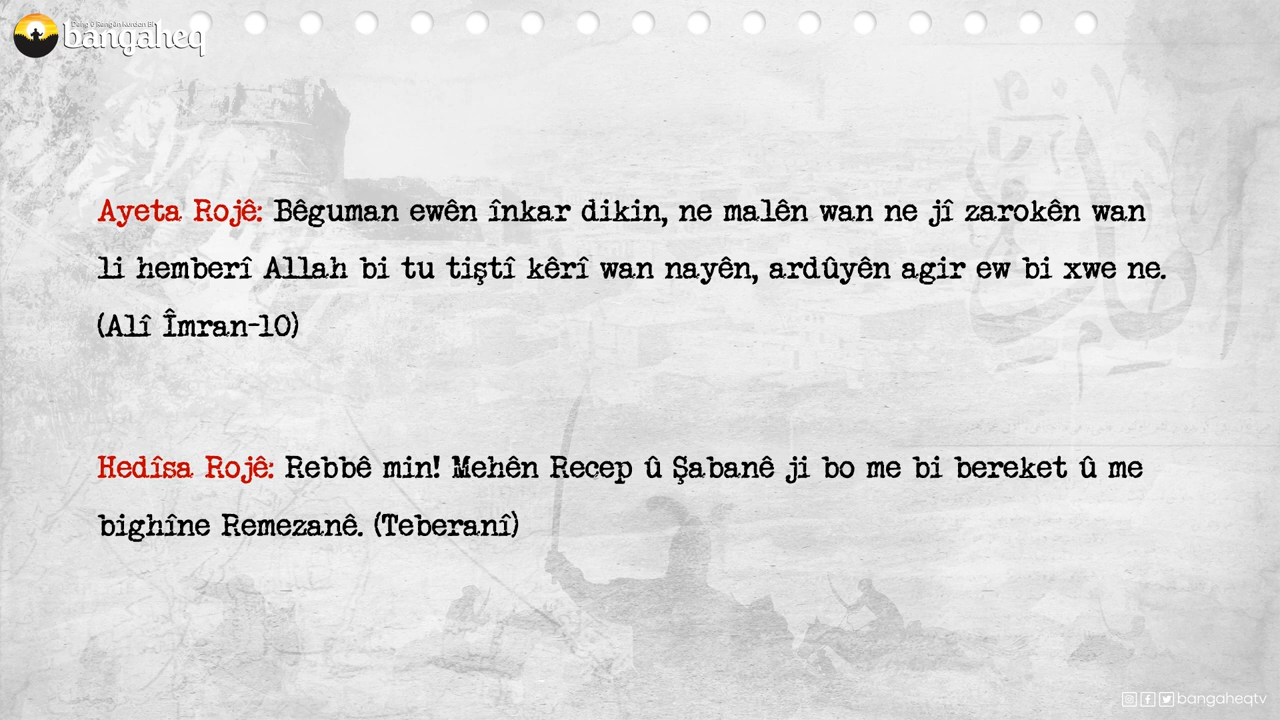 bangaheq
Ayeta Rojê: Bêguman ewên înkar dikin, ne malên wan ne jî zarokên wan
li hemberî Allah bi tu tiştî kêrî wan nayên, ardûyên agir ew bi xwe ne.
(Alî Îmran-10)
Hedîsa Rojê: Rebbê min! Mehên Recep û Şabanê ji bo me bi bereket û me
bighîne Remezanê. (Teberanî)
bangaheqtv